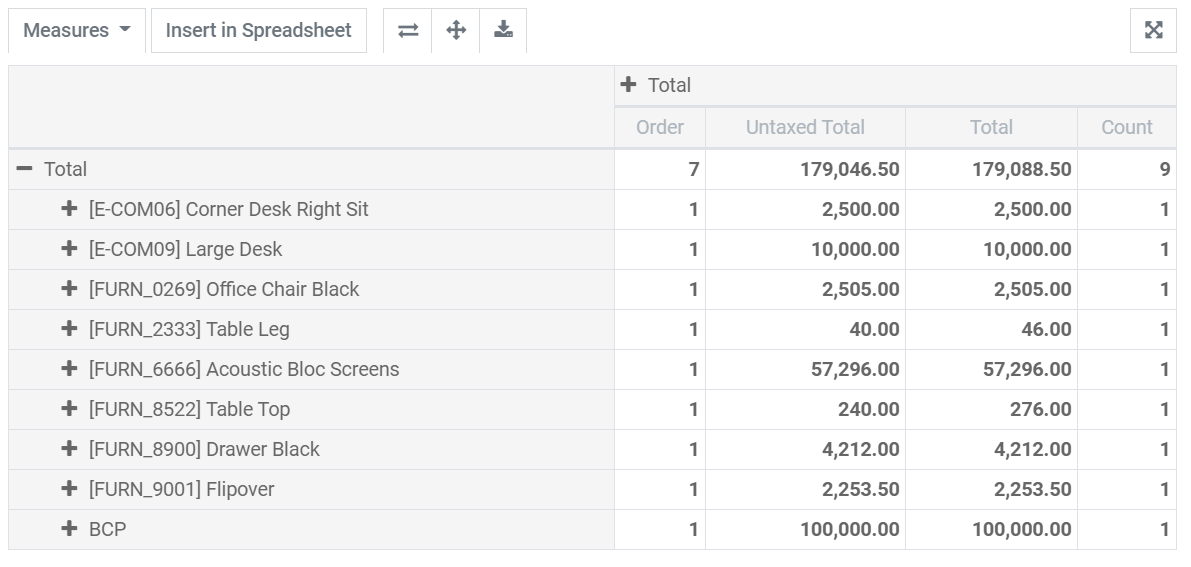 Measures Insert in Spreadsheet
Total
Order Untaxed Total Total Count
Total 7 179,046.50 179,088.50 9
[E-COM06] Corner Desk Right Sit 1 2,500.00 2,500.00 1
[E-COM09] Large Desk 1 10,000.00 10,000.00 1
[FURN_0269] Office Chair Black 1 2,505.00 2,505.00 1
[FURN_2333] Table Leg 1 40.00 46.00 1
[FURN_6666] Acoustic Bloc Screens 1 57,296.00 57,296.00 1
[FURN_8522] Table Top 1 240.00 276.00 1
[FURN_8900] Drawer Black 1 4,212.00 4,212.00 1
[FURN_9001] Flipover 1 2,253.50 2,253.50 1
BCP 1 100,000.00 100,000.00 1